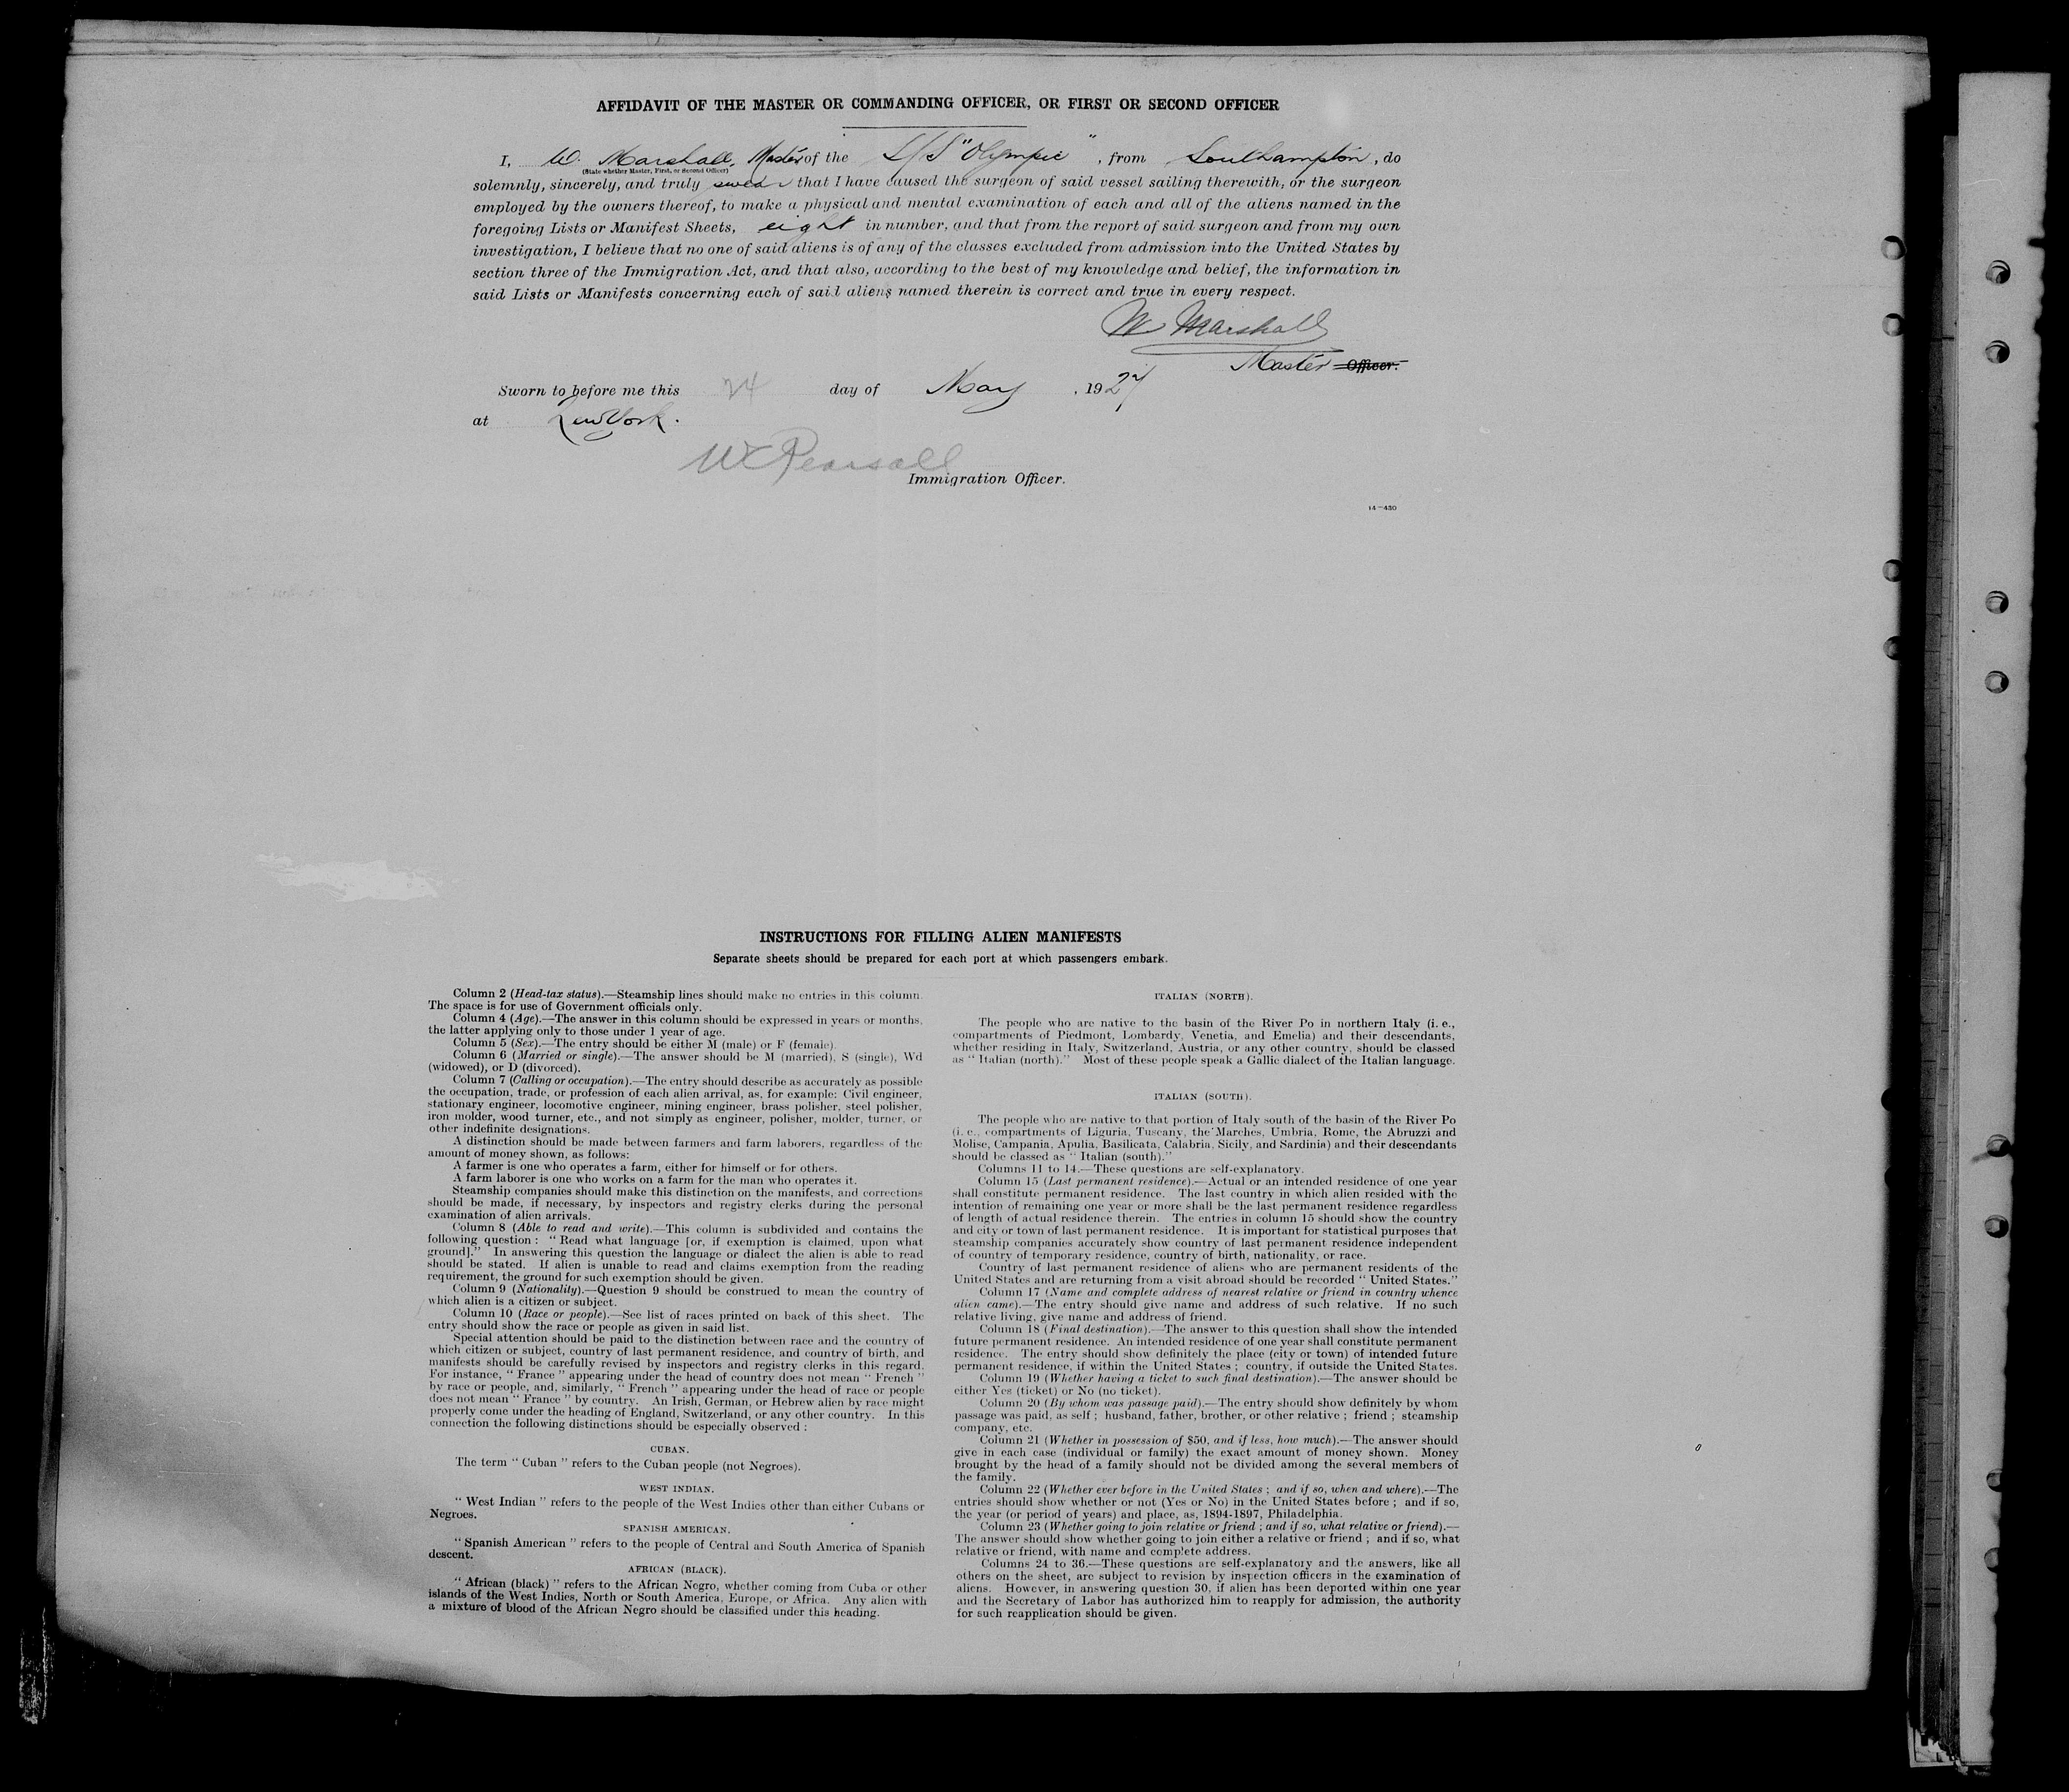 AFFIDAVIT OF THE MASTER OR COMMANDING OFFICER, OR FIRST OR SECOND OFFICER
I, W. Marshall, Master of the S/S "Olympic", from Southampton, do
(State whether Master, First, or Second Officer)
solemnly, sincerely, and truly swear that I have caused the surgeon of said vessel sailing therewith, or the surgeon
employed by the owners thereof, to make a physical and mental examination of each and all of the aliens named in the
foregoing Lists or Manifest Sheets, eight in number, and that from the report of said surgeon and from my own
investigation, I believe that no one of said aliens is of any of the classes excluded from admission into the United States by
section three of the Immigration Act, and that also, according to the best of my knowledge and belief, the information in
said Lists or Manifests concerning each of said aliens named therein is correct and true in every respect.
W Marshall
Master Officer.
Sworn to before me this 24 day of May, 1927
at New York.
W Pearsall
Immigration Officer.
14-430
INSTRUCTIONS FOR FILLING ALIEN MANIFESTS
Separate sheets should be prepared for each port at which passengers embark.
Column 2 (Head-tax status).—Steamship lines should make no entries in this column.
The space is for use of Government officials only.
Column 4 (Age).—The answer in this column should be expressed in years or months,
the latter applying only to those under 1 year of age.
Column 5 (Sex).—The entry should be either M (male) or F (female).
Column 6 (Married or single).—The answer should be M (married), S (single), Wd
(widowed), or D (divorced).
Column 7 (Calling or occupation).—The entry should describe as accurately as possible
the occupation, trade, or profession of each alien arrival, as, for example: Civil engineer,
stationary engineer, locomotive engineer, mining engineer, brass polisher, steel polisher,
iron molder, wood turner, etc., and not simply as engineer, polisher, molder, turner, or
other indefinite designations.
A distinction should be made between farmers and farm laborers, regardless of the
amount of money shown, as follows:
A farmer is one who operates a farm, either for himself or for others.
A farm laborer is one who works on a farm for the man who operates it.
Steamship companies should make this distinction on the manifests, and corrections
should be made, if necessary, by inspectors and registry clerks during the personal
examination of alien arrivals.
Column 8 (Able to read and write).—This column is subdivided and contains the
following question: "Read what language [or, if exemption is claimed, upon what
ground]." In answering this question the language or dialect the alien is able to read
should be stated. If alien is unable to read and claims exemption from the reading
requirement, the ground for such exemption should be given.
Column 9 (Nationality).—Question 9 should be construed to mean the country of
which alien is a citizen or subject.
Column 10 (Race or people).—See list of races printed on back of this sheet. The
entry should show the race or people as given in said list.
Special attention should be paid to the distinction between race and the country of
which citizen or subject, country of last permanent residence, and country of birth, and
manifests should be carefully revised by inspectors and registry clerks in this regard.
For instance, "France" appearing under the head of country does not mean "French"
by race or people, and, similarly, "French" appearing under the head of race or people
does not mean "France" by country. An Irish, German, or Hebrew alien by race might
properly come under the heading of England, Switzerland, or any other country. In this
connection the following distinctions should be especially observed:
CUBAN.
The term "Cuban" refers to the Cuban people (not Negroes).
WEST INDIAN.
"West Indian" refers to the people of the West Indies other than either Cubans or
Negroes.
SPANISH AMERICAN.
"Spanish American" refers to the people of Central and South America of Spanish
descent.
AFRICAN (BLACK).
"African (black)" refers to the African Negro, whether coming from Cuba or other
islands of the West Indies, North or South America, Europe, or Africa. Any alien with
a mixture of blood of the African Negro should be classified under this heading.
ITALIAN (NORTH).
The people who are native to the basin of the River Po in northern Italy (i. e.,
compartments of Piedmont, Lombardy, Venetia, and Emelia) and their descendants,
whether residing in Italy, Switzerland, Austria, or any other country, should be classed
as "Italian (north)." Most of these people speak a Gallic dialect of the Italian language.
ITALIAN (SOUTH).
The people who are native to that portion of Italy south of the basin of the River Po
(i. e., compartments of Liguria, Tuscany, the Marches, Umbria, Rome, the Abruzzi and
Molise, Campania, Apulia, Basilicata, Calabria, Sicily, and Sardinia) and their descendants
should be classed as "Italian (south)."
Columns 11 to 14.—These questions are self-explanatory.
Column 15 (Last permanent residence).—Actual or an intended residence of one year
shall constitute permanent residence. The last country in which alien resided with the
intention of remaining one year or more shall be the last permanent residence regardless
of length of actual residence therein. The entries in column 15 should show the country
and city or town of last permanent residence. It is important for statistical purposes that
steamship companies accurately show country of last permanent residence independent
of country of temporary residence, country of birth, nationality, or race.
Country of last permanent residence of aliens who are permanent residents of the
United States and are returning from a visit abroad should be recorded "United States."
Column 17 (Name and complete address of nearest relative or friend in country whence
alien came).—The entry should give name and address of such relative. If no such
relative living, give name and address of friend.
Column 18 (Final destination).—The answer to this question shall show the intended
future permanent residence. An intended residence of one year shall constitute permanent
residence. The entry should show definitely the place (city or town) of intended future
permanent residence, if within the United States; country, if outside the United States.
Column 19 (Whether having a ticket to such final destination).—The answer should be
either Yes (ticket) or No (no ticket).
Column 20 (By whom was passage paid).—The entry should show definitely by whom
passage was paid, as self; husband, father, brother, or other relative; friend; steamship
company, etc.
Column 21 (Whether in possession of $50, and if less, how much).—The answer should
give in each case (individual or family) the exact amount of money shown. Money
brought by the head of a family should not be divided among the several members of
the family.
Column 22 (Whether ever before in the United States; and if so, when and where).—The
entries should show whether or not (Yes or No) in the United States before; and if so,
the year (or period of years) and place, as, 1894-1897, Philadelphia.
Column 23 (Whether going to join relative or friend; and if so, what relative or friend).—
The answer should show whether going to join either a relative or friend; and if so, what
relative or friend, with name and complete address.
Columns 24 to 36.—These questions are self-explanatory and the answers, like all
others on the sheet, are subject to revision by inspection officers in the examination of
aliens. However, in answering question 30, if alien has been deported within one year
and the Secretary of Labor has authorized him to reapply for admission, the authority
for such reapplication should be given.